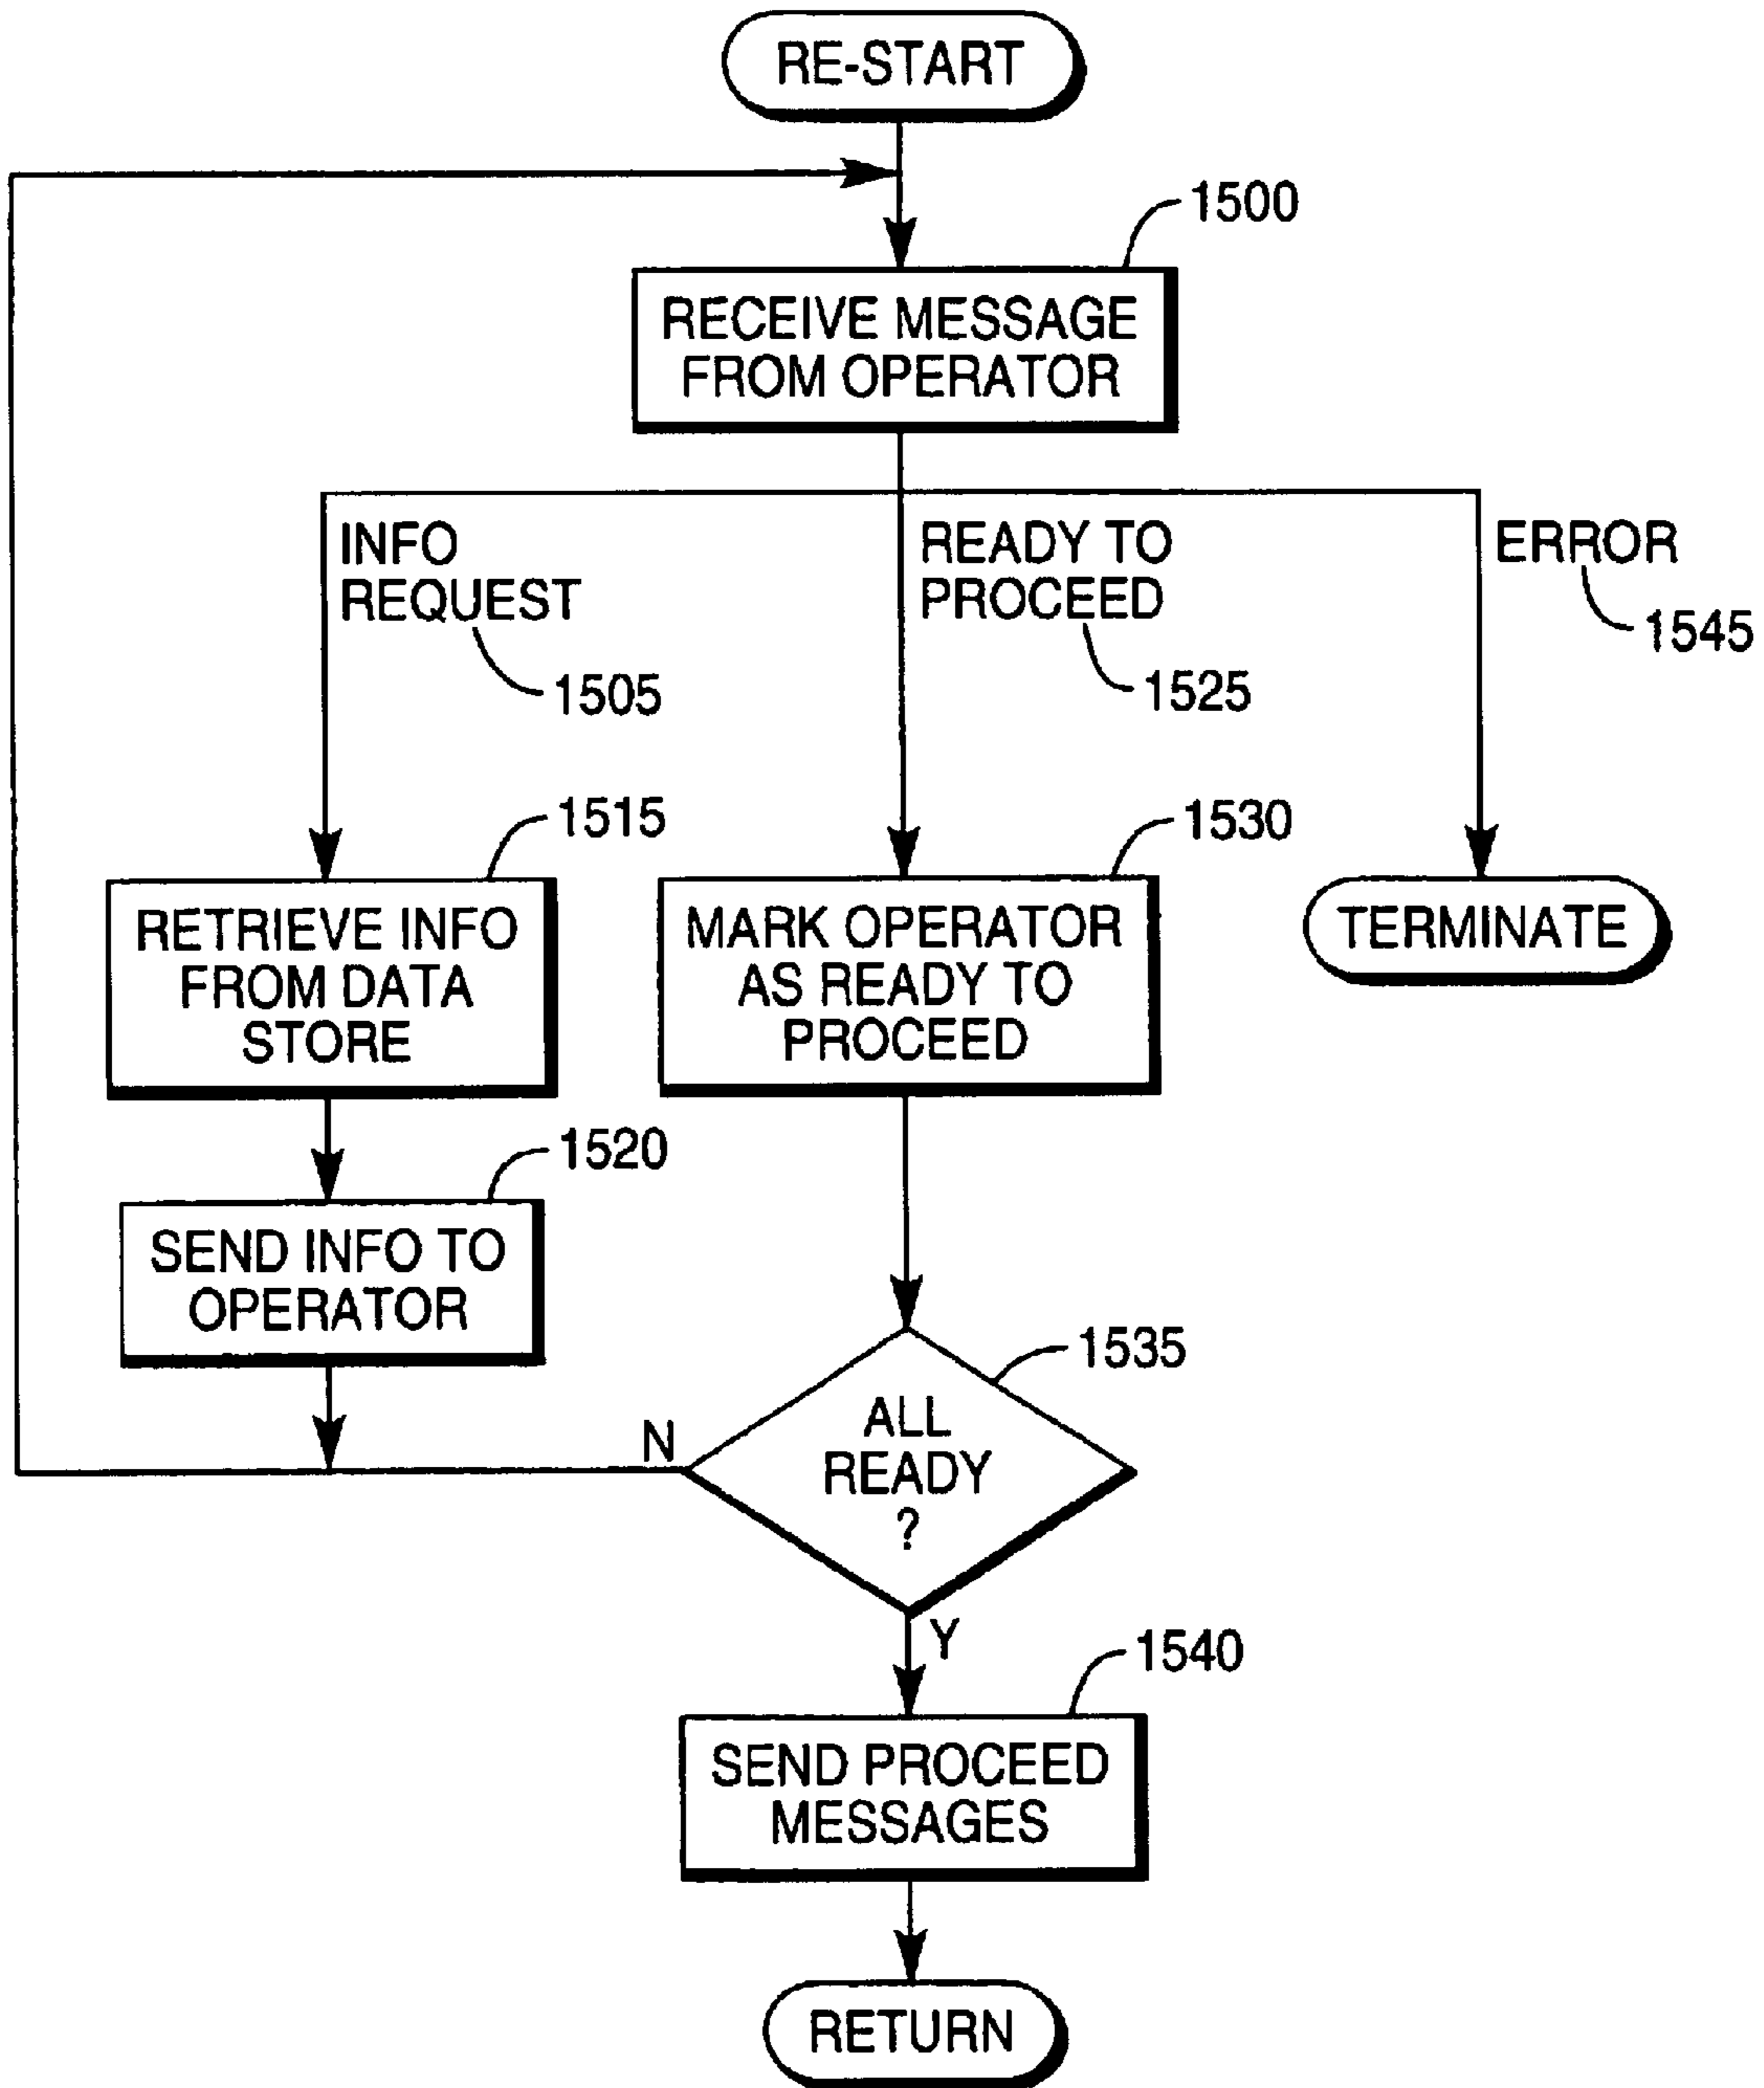 RE-START
1500
RECEIVE MESSAGE
FROM OPERATOR
INFO
REQUEST
1505
READY TO
PROCEED
1525
ERROR
1545
1515
RETRIEVE INFO
FROM DATA
STORE
1530
MARK OPERATOR
AS READY TO
PROCEED
TERMINATE
1520
SEND INFO TO
OPERATOR
1535
ALL
READY
?
N
Y
1540
SEND PROCEED
MESSAGES
RETURN